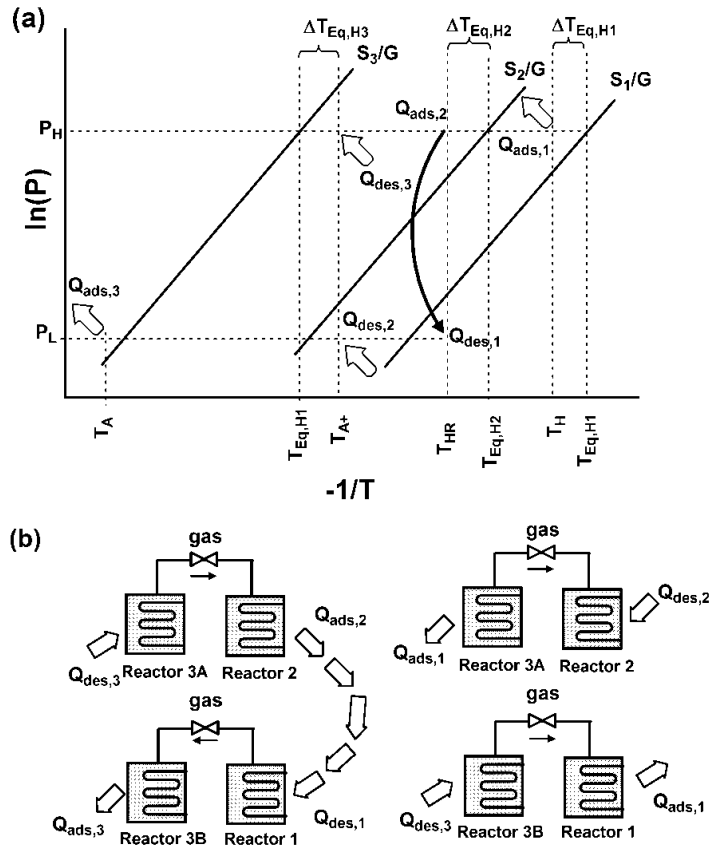 (a)
ΔT_Eq,H3
ΔT_Eq,H2
ΔT_Eq,H1
S₃/G
S₂/G
S₁/G
Q_ads,2
P_H
Q_ads,1
Q_des,3
ln(P)
Q_ads,3
P_L
Q_des,2
Q_des,1
T_A
T_Eq,H1
T_A+
T_HR
T_Eq,H2
T_H
T_Eq,H1
-1/T
(b)
gas
gas
Q_ads,2
Q_des,2
Q_des,3
Reactor 3A
Reactor 2
Q_ads,1
Reactor 3A
Reactor 2
gas
gas
Q_ads,3
Reactor 3B
Reactor 1
Q_des,1
Q_des,3
Reactor 3B
Reactor 1
Q_ads,1